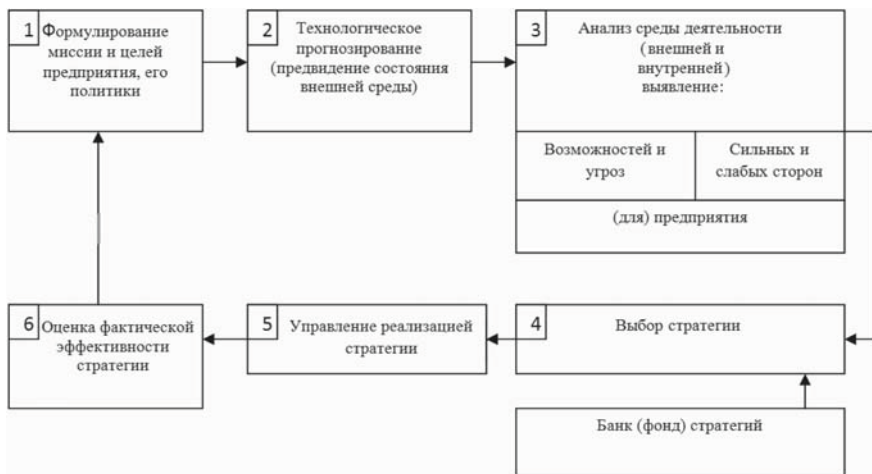 1
Формулирование
миссии и целей
предприятия, его
политики
2
Технологическое
прогнозирование
(предвидение состояния
внешней среды)
3
Анализ среды деятельности
(внешней и
внутренней)
выявление:
Возможностей и
угроз
Сильных и
слабых сторон
(для) предприятия
4
Выбор стратегии
Банк (фонд) стратегий
5
Управление реализацией
стратегии
6
Оценка фактической
эффективности
стратегии